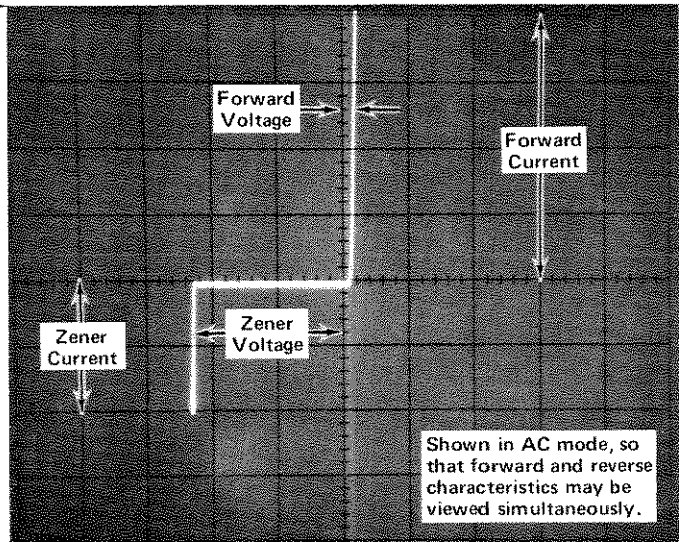 Forward
Voltage
Forward
Current
Zener
Current
Zener
Voltage
Shown in AC mode, so
that forward and reverse
characteristics may be
viewed simultaneously.